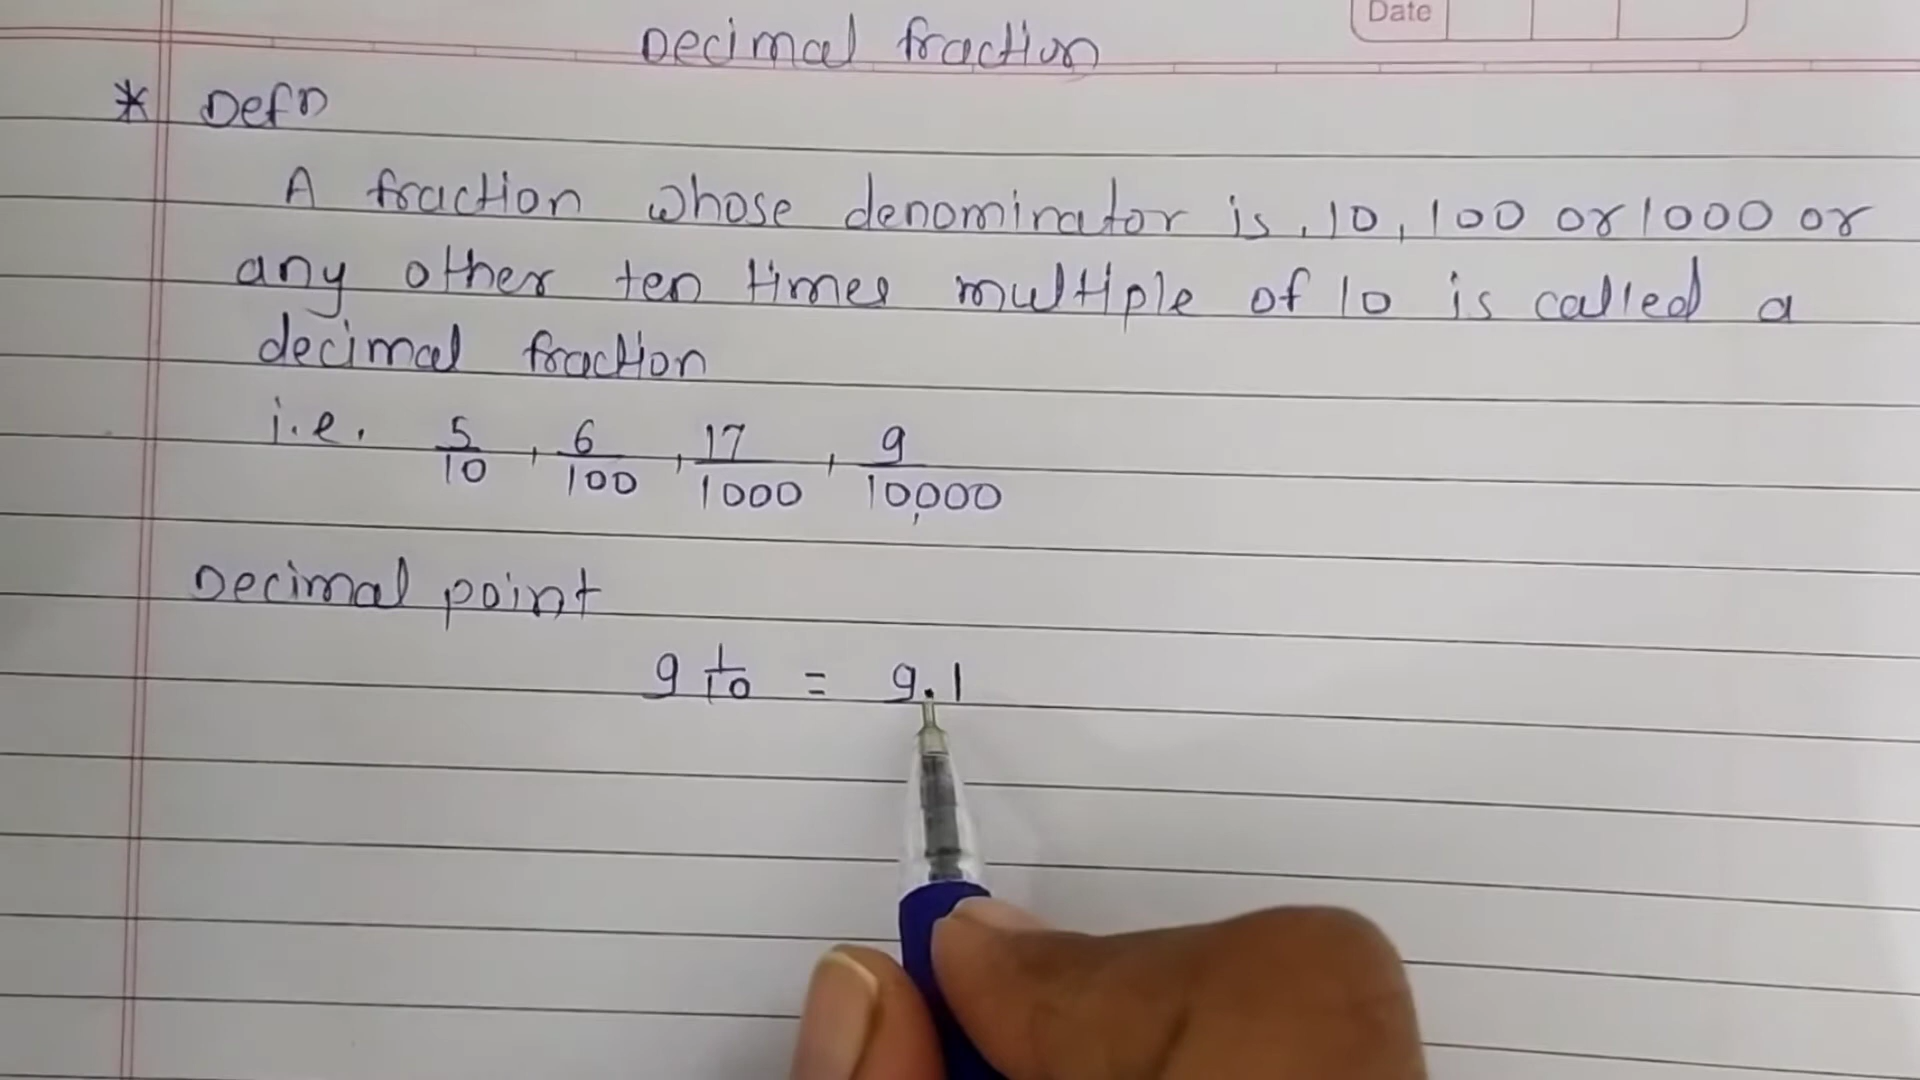 Date
Decimal fraction
* Defn
A fraction whose denominator is, 10, 100 or 1000 or
any other ten times multiple of 10 is called a
decimal fraction
i.e. 5/10, 6/100, 17/1000, 9/10,000
Decimal point
9 1/10 = 9.1